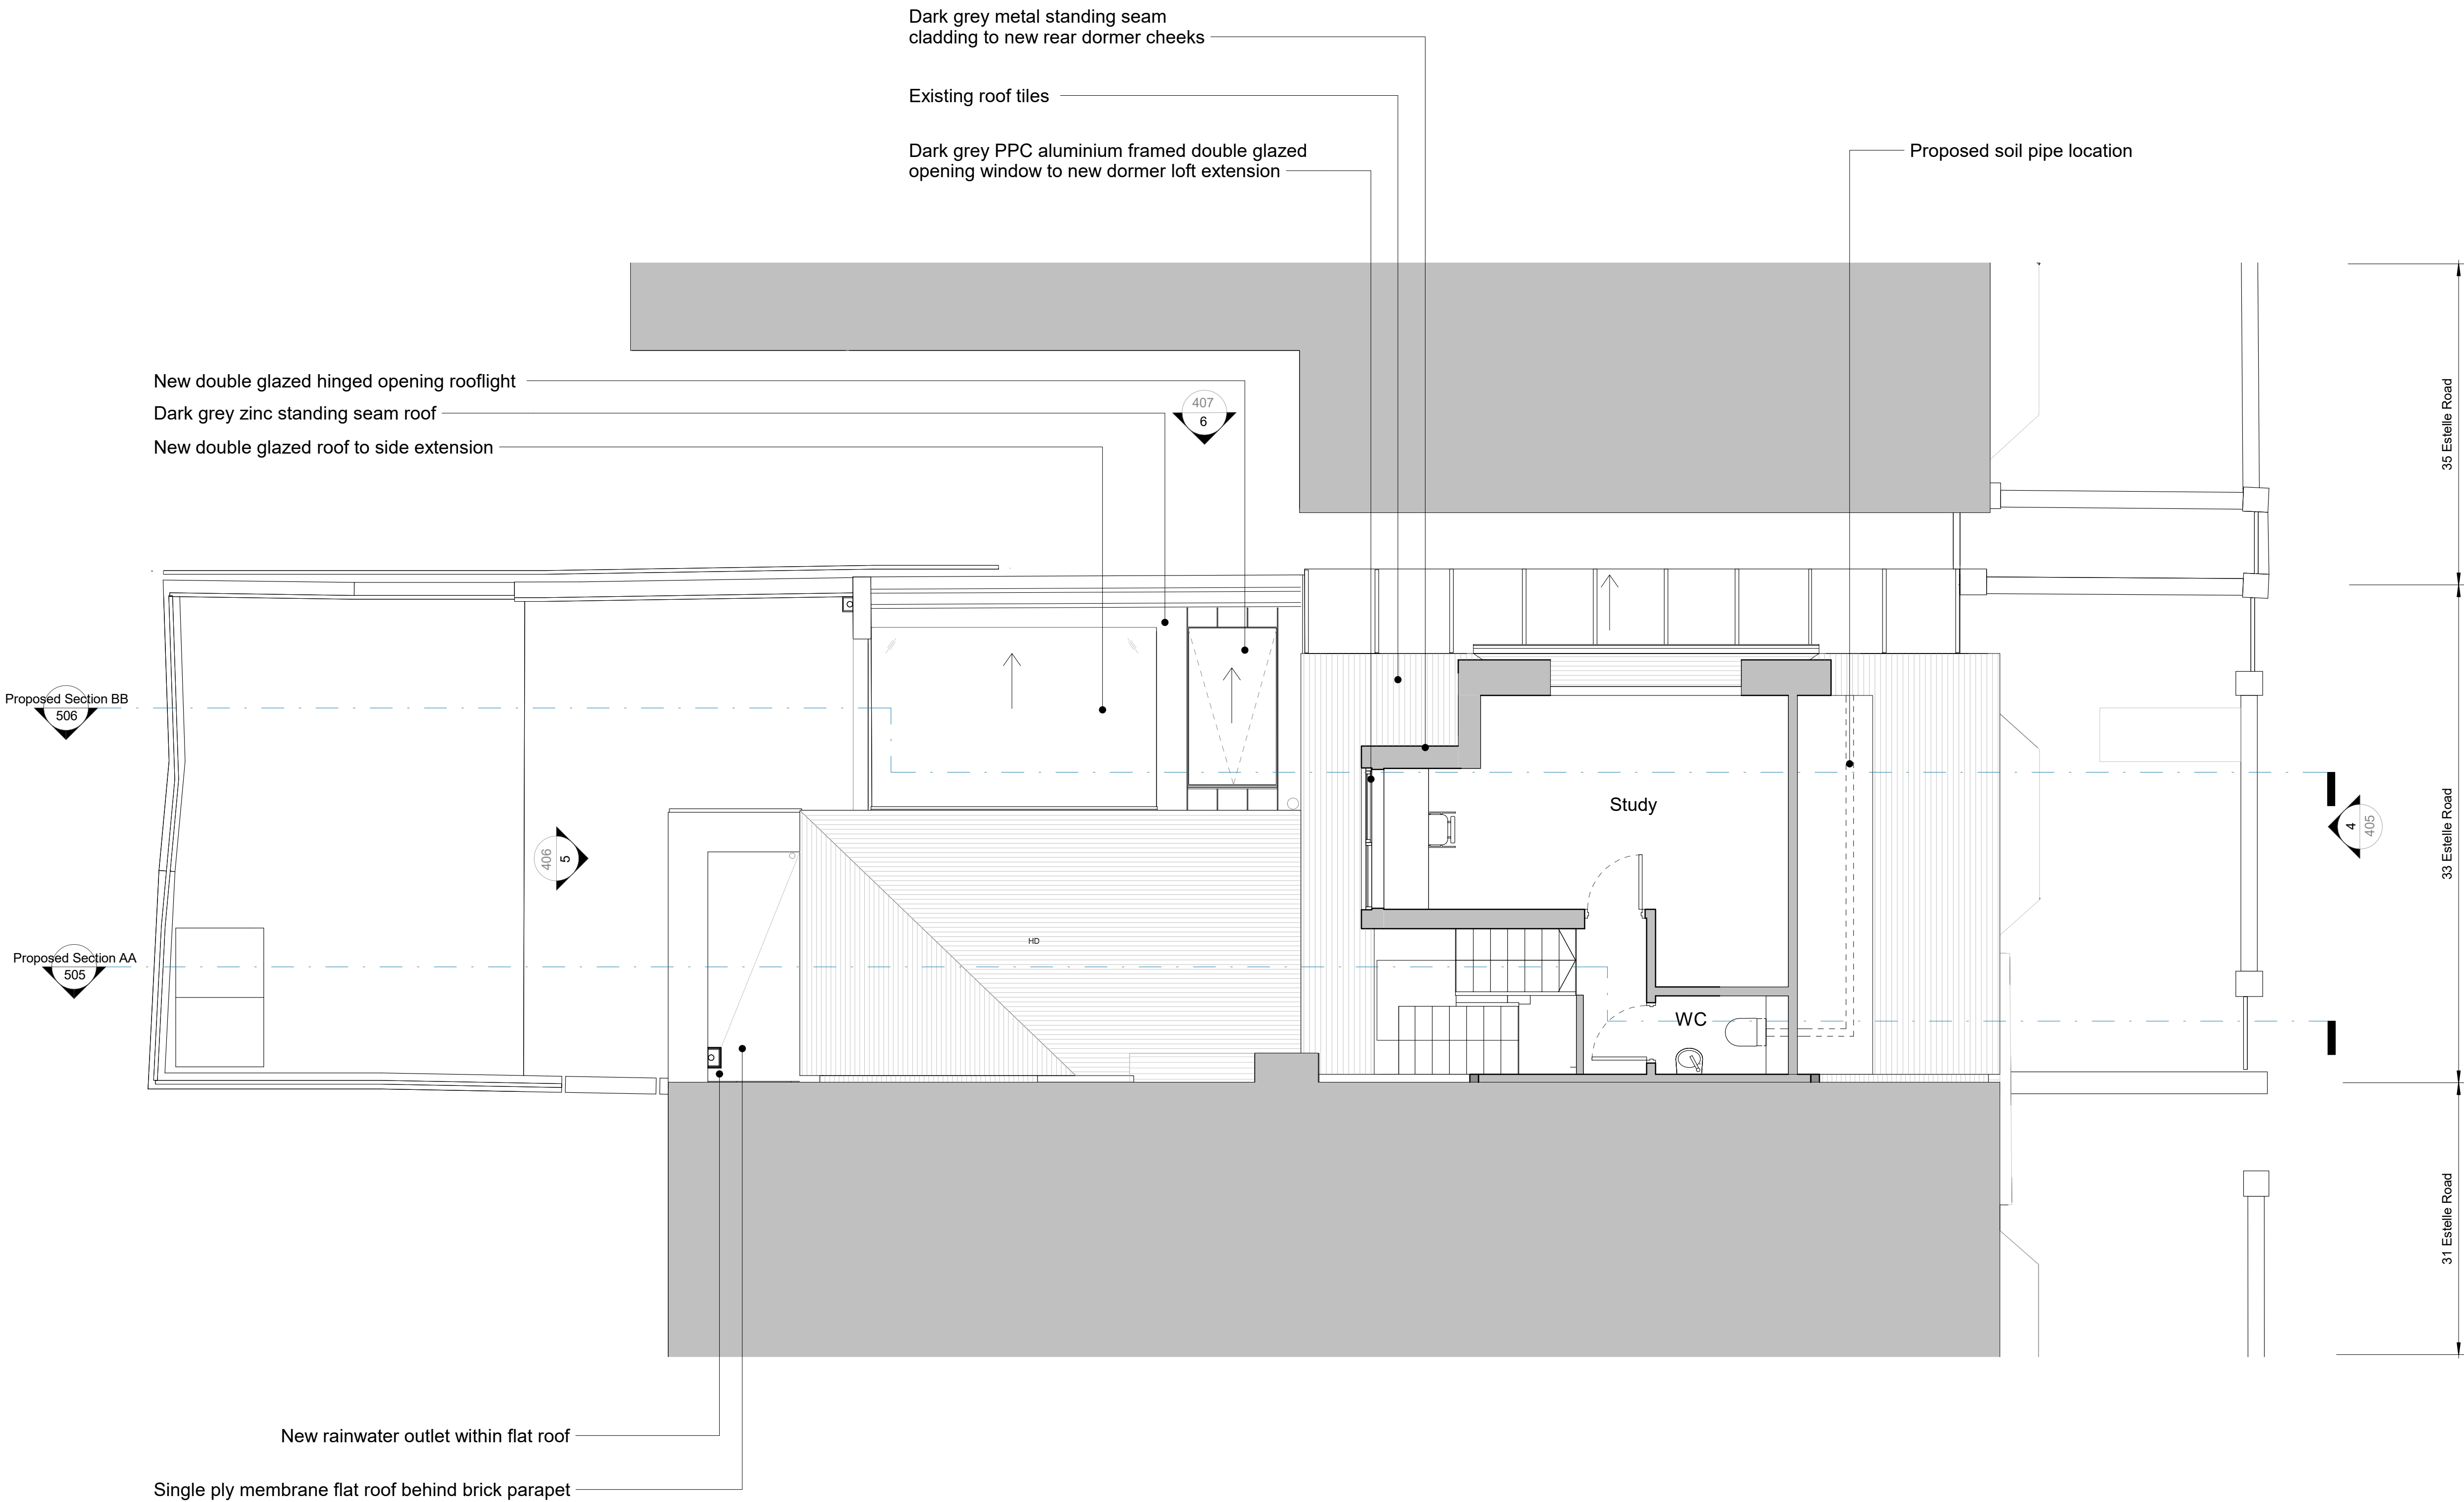 Dark grey metal standing seam
cladding to new rear dormer cheeks
Existing roof tiles
Dark grey PPC aluminium framed double glazed
opening window to new dormer loft extension
Proposed soil pipe location
New double glazed hinged opening rooflight
Dark grey zinc standing seam roof
New double glazed roof to side extension
407
6
35 Estelle Road
Proposed Section BB
506
Study
406
5
4
405
33 Estelle Road
HD
Proposed Section AA
505
WC
31 Estelle Road
New rainwater outlet within flat roof
Single ply membrane flat roof behind brick parapet